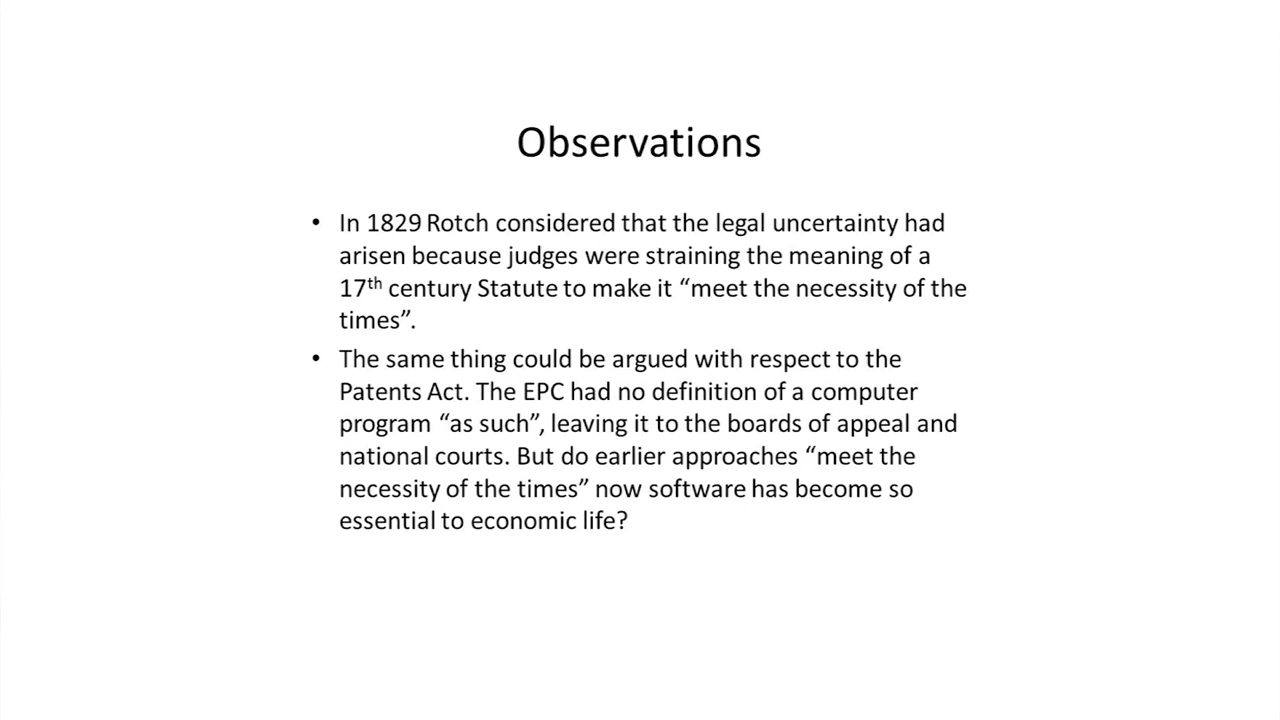 Observations
• In 1829 Rotch considered that the legal uncertainty had
arisen because judges were straining the meaning of a
17th century Statute to make it “meet the necessity of the
times”.
• The same thing could be argued with respect to the
Patents Act. The EPC had no definition of a computer
program “as such”, leaving it to the boards of appeal and
national courts. But do earlier approaches “meet the
necessity of the times” now software has become so
essential to economic life?